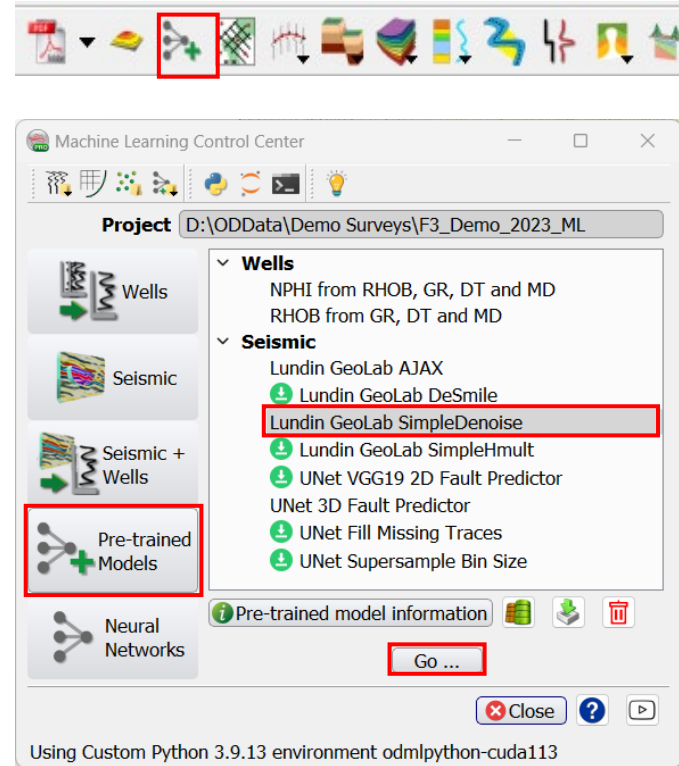 PDF
Machine Learning Control Center
PRO
Project D:\ODData\Demo Surveys\F3_Demo_2023_ML
Wells
Seismic
Seismic +
Wells
Pre-trained
Models
Neural
Networks
Wells
NPHI from RHOB, GR, DT and MD
RHOB from GR, DT and MD
Seismic
Lundin GeoLab AJAX
Lundin GeoLab DeSmile
Lundin GeoLab SimpleDenoise
Lundin GeoLab SimpleHmult
UNet VGG19 2D Fault Predictor
UNet 3D Fault Predictor
UNet Fill Missing Traces
UNet Supersample Bin Size
Pre-trained model information
Go ...
Close
?
Using Custom Python 3.9.13 environment odmlpython-cuda113